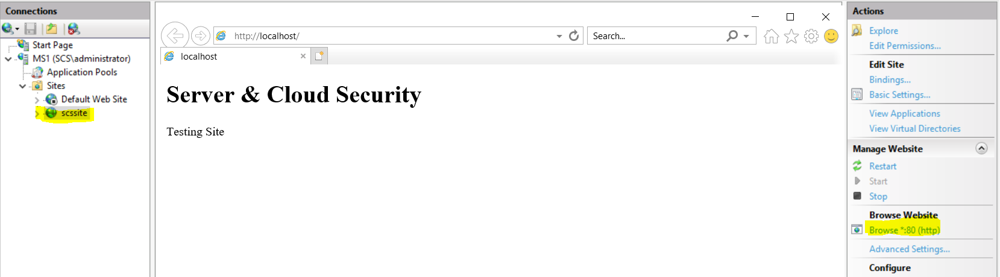 Connections
Start Page
MS1 (SCS\administrator)
Application Pools
Sites
Default Web Site
scssite
http://localhost/
Search...
localhost
Server & Cloud Security
Testing Site
Actions
Explore
Edit Permissions...
Edit Site
Bindings...
Basic Settings...
View Applications
View Virtual Directories
Manage Website
Restart
Start
Stop
Browse Website
Browse *:80 (http)
Advanced Settings...
Configure